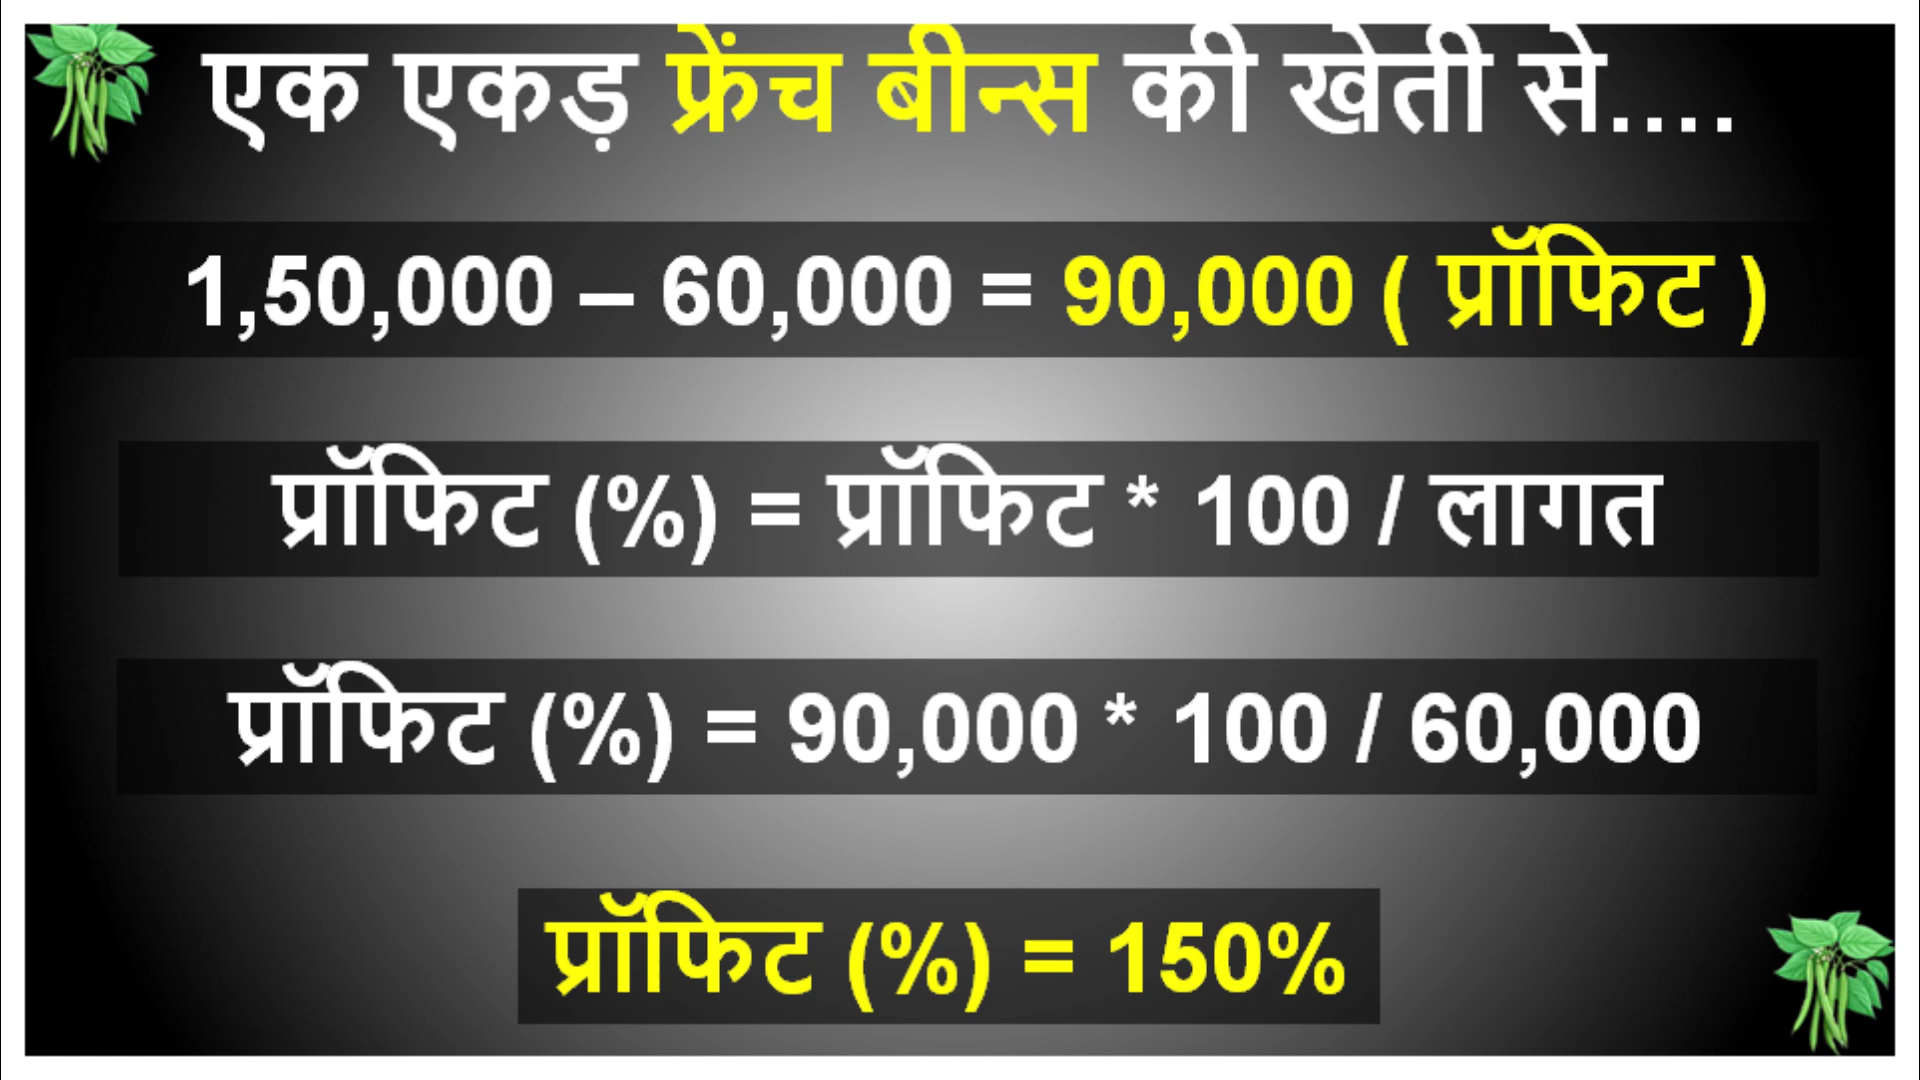 एक एकड़ फ्रेंच बीन्स की खेती से....
1,50,000 – 60,000 = 90,000 ( प्रॉफिट )
प्रॉफिट (%) = प्रॉफिट * 100 / लागत
प्रॉफिट (%) = 90,000 * 100 / 60,000
प्रॉफिट (%) = 150%